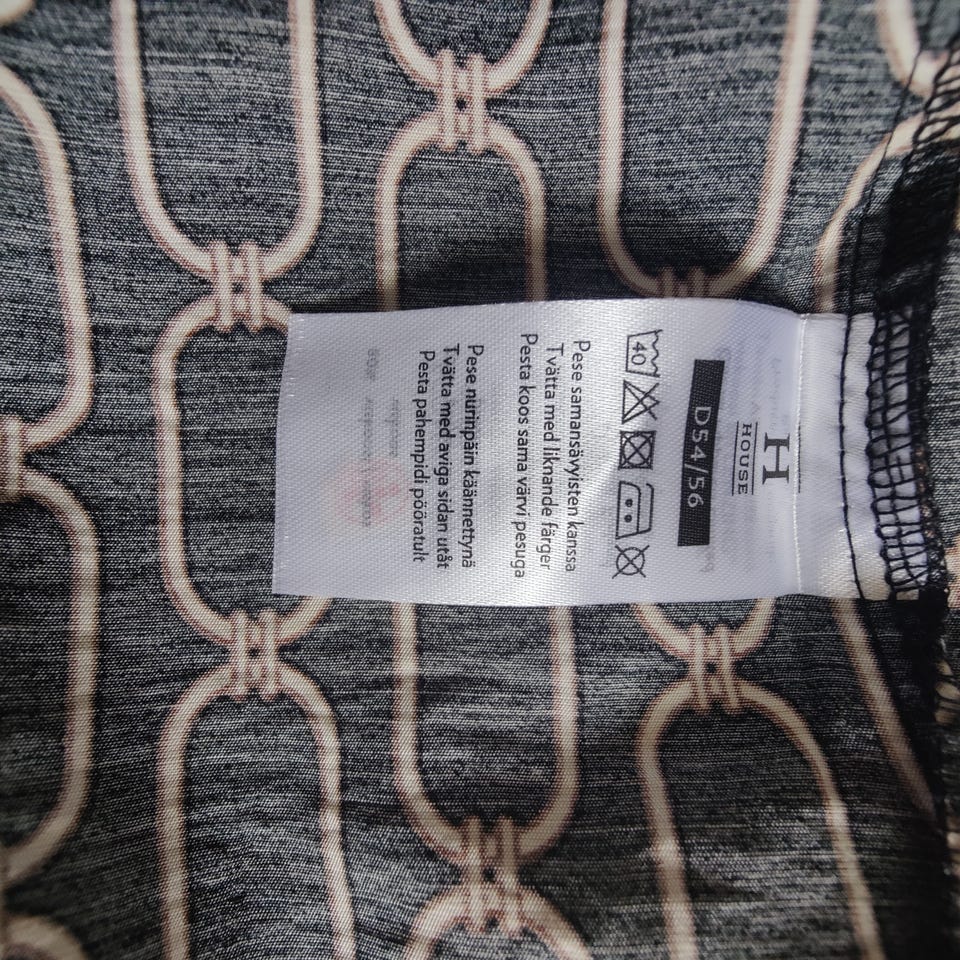 H
HOUSE
D54/56
40
Pese samansävyisten kanssa
Tvätta med liknande färger
Pesta koos sama värvi pesuga
Pese nurinpäin käännettynä
Tvätta med aviga sidan utåt
Pesta pahempidi pööratult